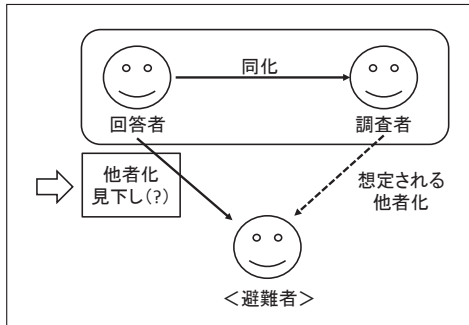 同化
回答者
調査者
他者化
見下し(?)
想定される
他者化
＜避難者＞